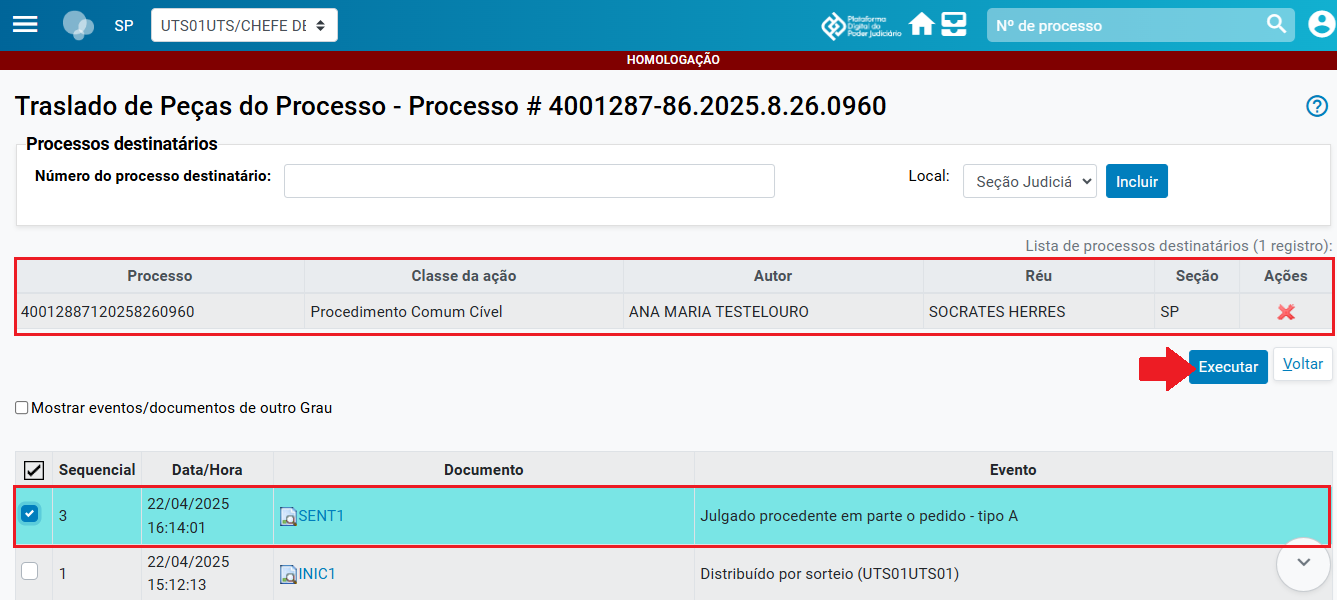 SP
UTS01UTS/CHEFE DE
Plataforma
Digital do
Poder Judiciário
Nº de processo
HOMOLOGAÇÃO
Traslado de Peças do Processo - Processo # 4001287-86.2025.8.26.0960
Processos destinatários
Número do processo destinatário:
Local:
Seção Judiciá
Incluir
Lista de processos destinatários (1 registro):
Processo Classe da ação Autor Réu Seção Ações
40012887120258260960 Procedimento Comum Cível ANA MARIA TESTELOURO SOCRATES HERRES SP
Executar
Voltar
Mostrar eventos/documentos de outro Grau
Sequencial Data/Hora Documento Evento
3 22/04/2025
16:14:01 SENT1 Julgado procedente em parte o pedido - tipo A
1 22/04/2025
15:12:13 INIC1 Distribuído por sorteio (UTS01UTS01)